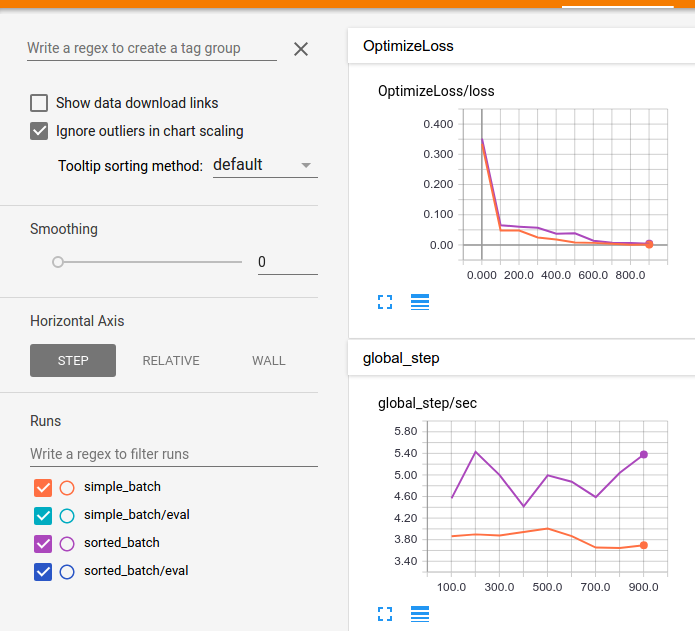 Write a regex to create a tag group
Show data download links
Ignore outliers in chart scaling
Tooltip sorting method: default
Smoothing
0
Horizontal Axis
STEP RELATIVE WALL
Runs
Write a regex to filter runs
simple_batch
simple_batch/eval
sorted_batch
sorted_batch/eval
OptimizeLoss
OptimizeLoss/loss
0.400
0.300
0.200
0.100
0.00
0.000 200.0 400.0 600.0 800.0
global_step
global_step/sec
5.80
5.40
5.00
4.60
4.20
3.80
3.40
100.0 300.0 500.0 700.0 900.0